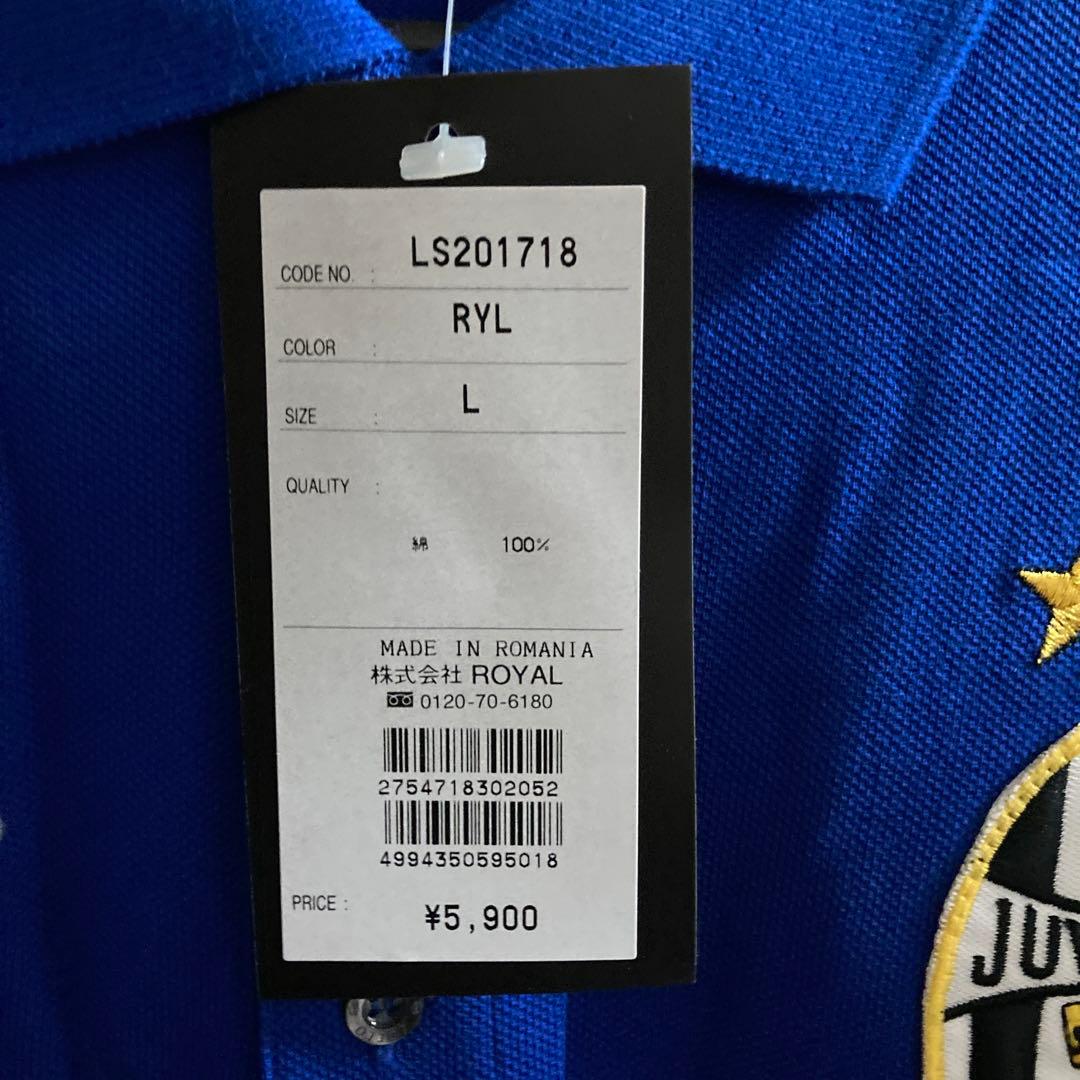 CODE NO. : LS201718
COLOR : RYL
SIZE : L
QUALITY :
綿 100%
MADE IN ROMANIA
株式会社 ROYAL
0120-70-6180
2754718302052
4994350595018
PRICE : ¥5,900